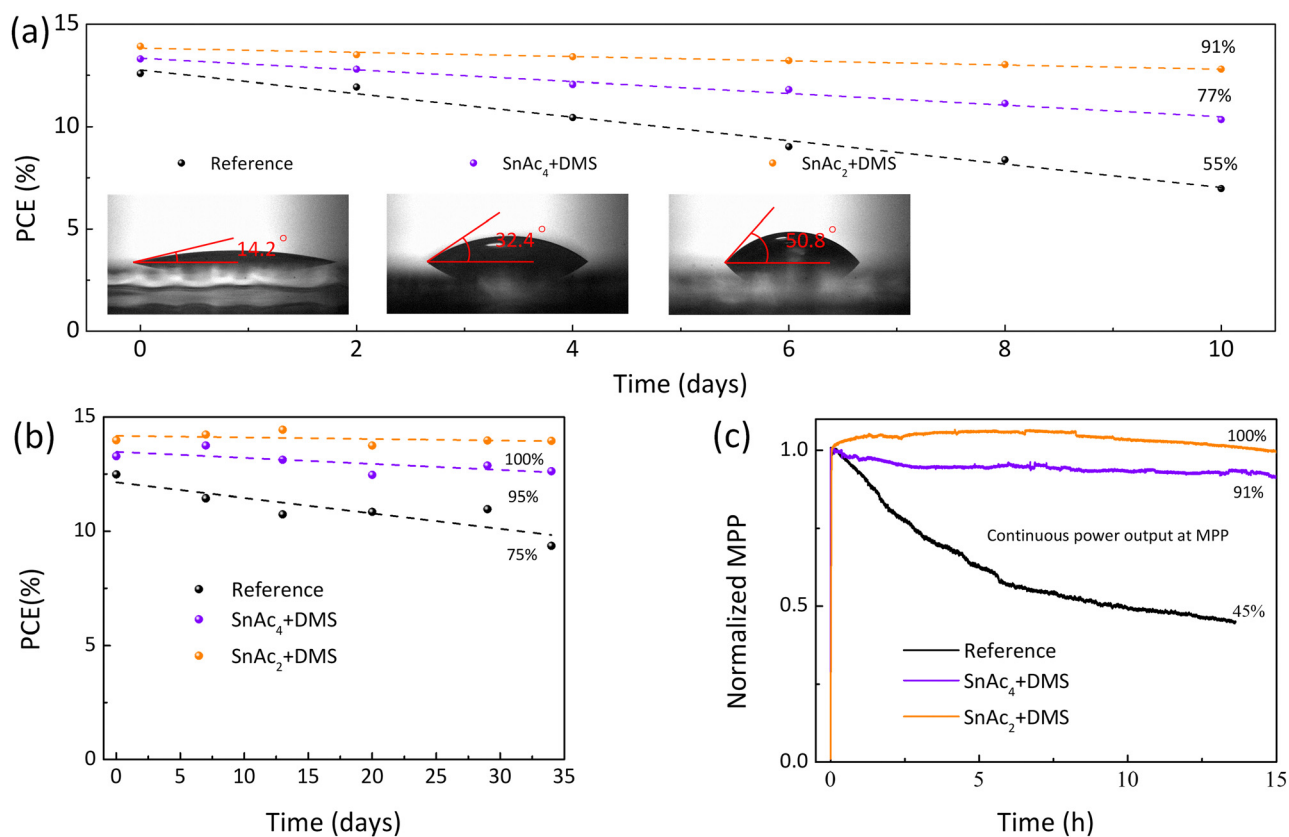 (a)
15
10
5
0
PCE (%)
91%
77%
55%
Reference
SnAc₄+DMS
SnAc₂+DMS
14.2°
32.4°
50.8°
0 2 4 6 8 10
Time (days)
(b)
15
10
5
0
PCE(%)
100%
95%
75%
Reference
SnAc₄+DMS
SnAc₂+DMS
0 5 10 15 20 25 30 35
Time (days)
(c)
1.0
0.5
0.0
Normalized MPP
100%
91%
Continuous power output at MPP
45%
Reference
SnAc₄+DMS
SnAc₂+DMS
0 5 10 15
Time (h)